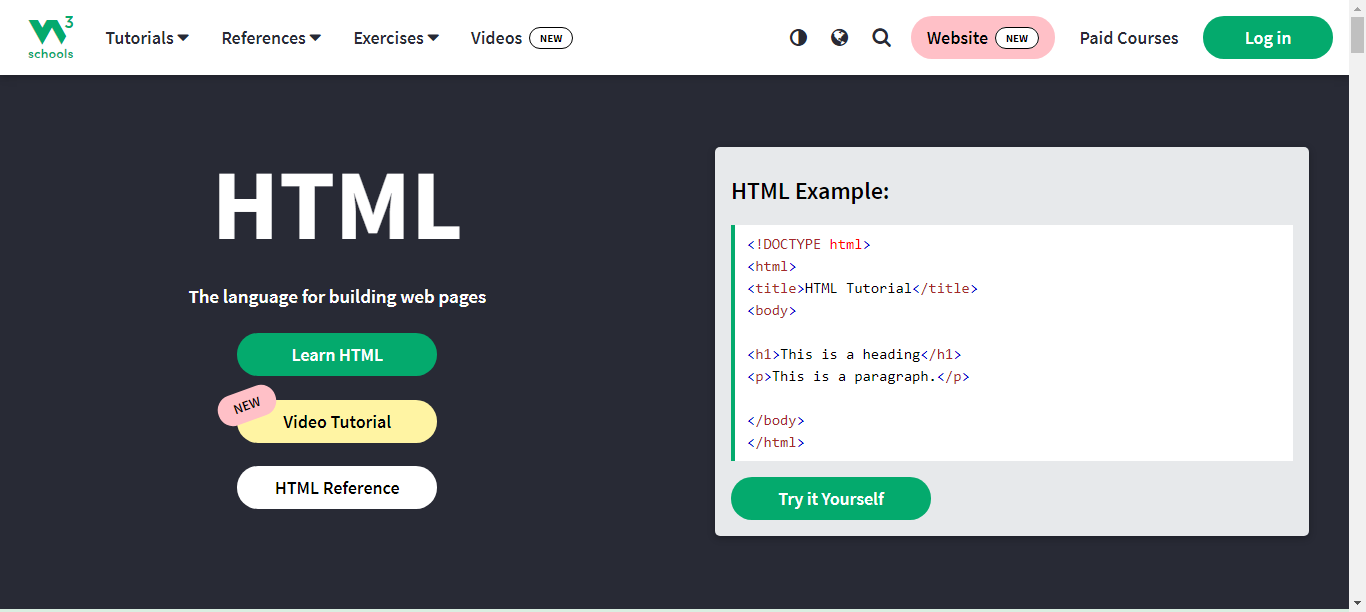 3
schools
Tutorials
References
Exercises
Videos NEW
Website NEW
Paid Courses
Log in
HTML
The language for building web pages
Learn HTML
NEW
Video Tutorial
HTML Reference
HTML Example:
<!DOCTYPE html>
<html>
<title>HTML Tutorial</title>
<body>
<h1>This is a heading</h1>
<p>This is a paragraph.</p>
</body>
</html>
Try it Yourself